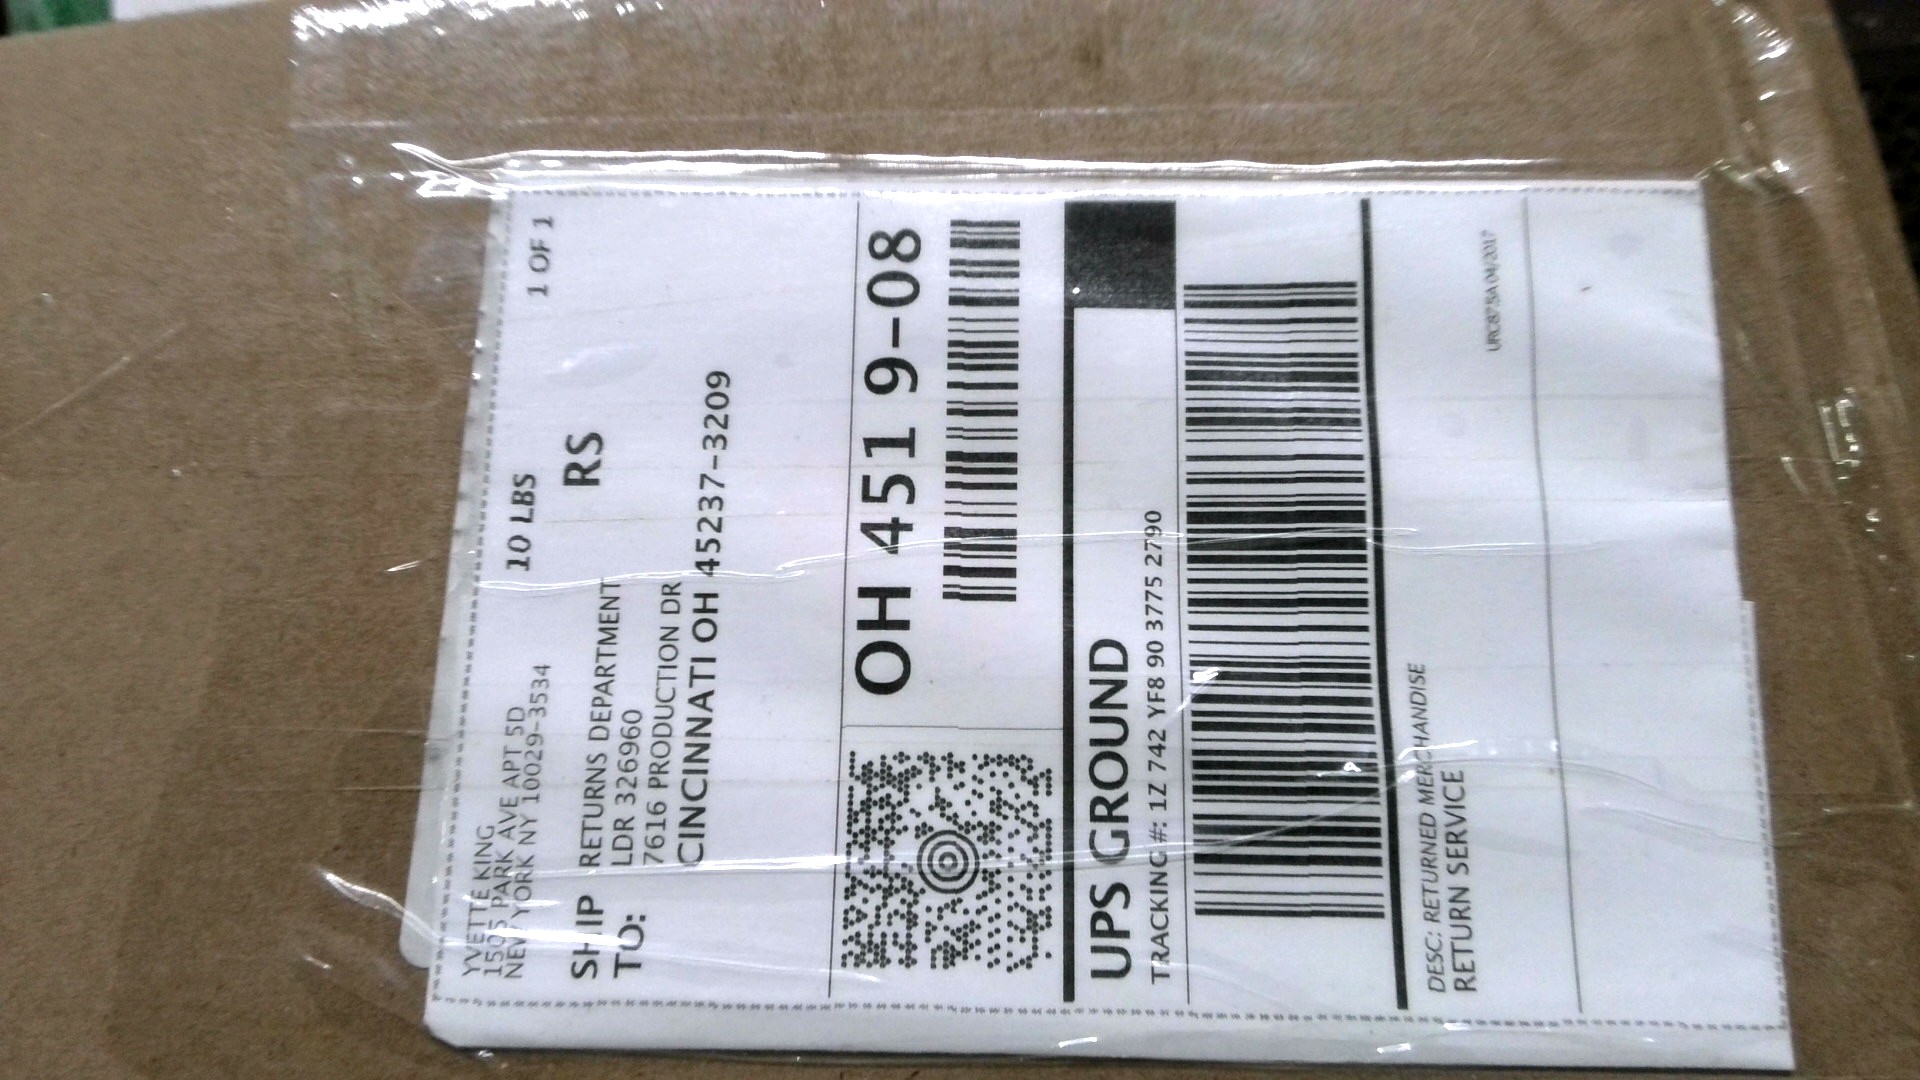 YVETTE KING
1505 PARK AVE APT 5D
NEW YORK NY 10029-3534
10 LBS
1 OF 1
RS
SHIP
TO:
RETURNS DEPARTMENT
LDR 326960
7616 PRODUCTION DR
CINCINNATI OH 45237-3209
OH 451 9-08
UPS GROUND
TRACKING #: 1Z 742 YF8 90 3775 2790
DESC: RETURNED MERCHANDISE
RETURN SERVICE